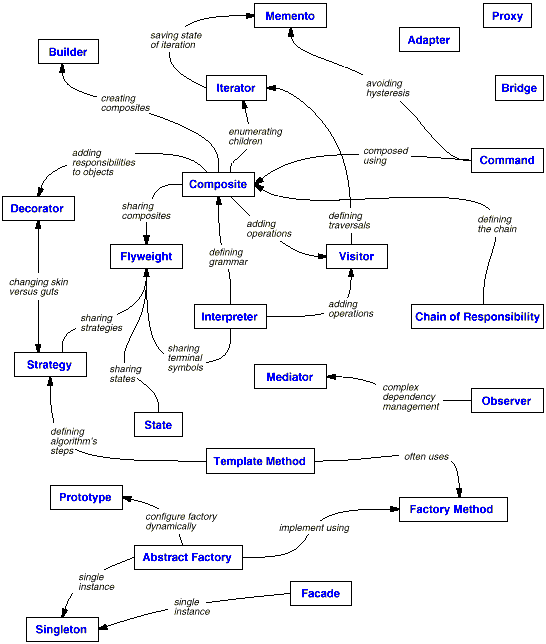 Memento
Proxy
saving state
of iteration
Adapter
Builder
Iterator
avoiding
hysteresis
Bridge
creating
composites
enumerating
children
adding
responsibilities
to objects
composed
using
Command
Composite
Decorator
sharing
composites
adding
operations
defining
traversals
defining
the chain
Flyweight
defining
grammar
Visitor
changing skin
versus guts
sharing
strategies
Interpreter
adding
operations
Chain of Responsibility
Strategy
sharing
states
sharing
terminal
symbols
Mediator
complex
dependency
management
Observer
State
defining
algorithm's
steps
Template Method
often uses
Prototype
Factory Method
configure factory
dynamically
implement using
Abstract Factory
single
instance
Facade
single
instance
Singleton